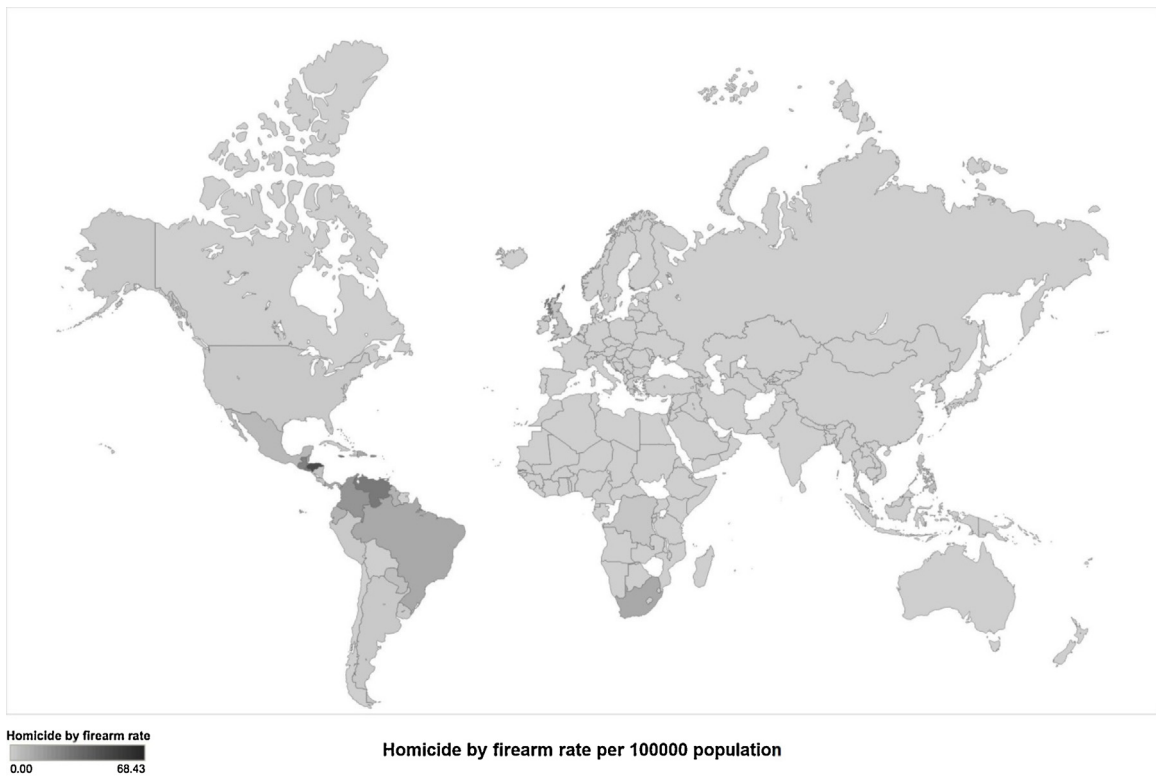 Homicide by firearm rate
0.00 68.43
Homicide by firearm rate per 100000 population